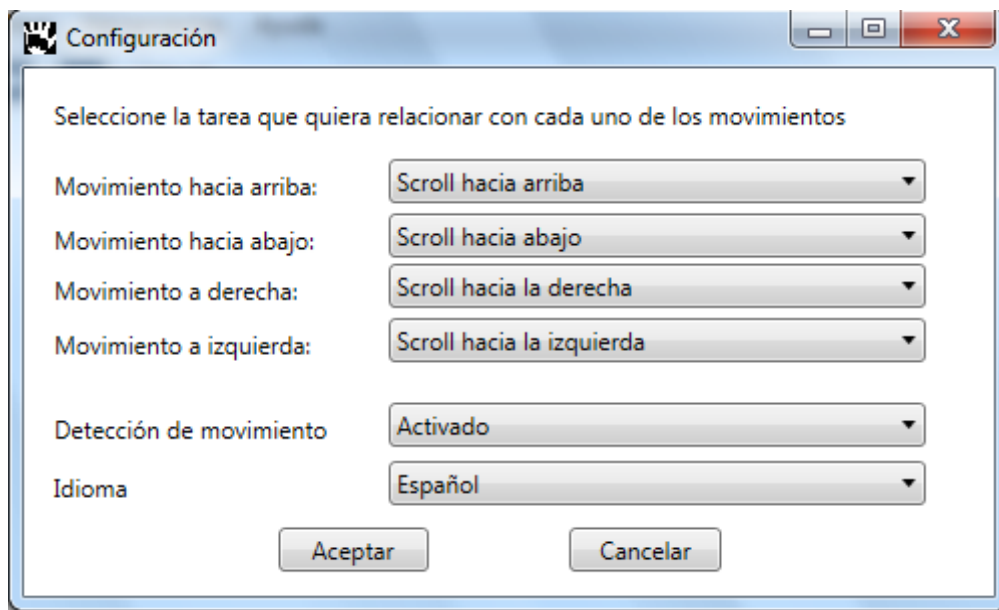 Configuración
Seleccione la tarea que quiera relacionar con cada uno de los movimientos
Movimiento hacia arriba: Scroll hacia arriba
Movimiento hacia abajo: Scroll hacia abajo
Movimiento a derecha: Scroll hacia la derecha
Movimiento a izquierda: Scroll hacia la izquierda
Detección de movimiento Activado
Idioma Español
Aceptar Cancelar